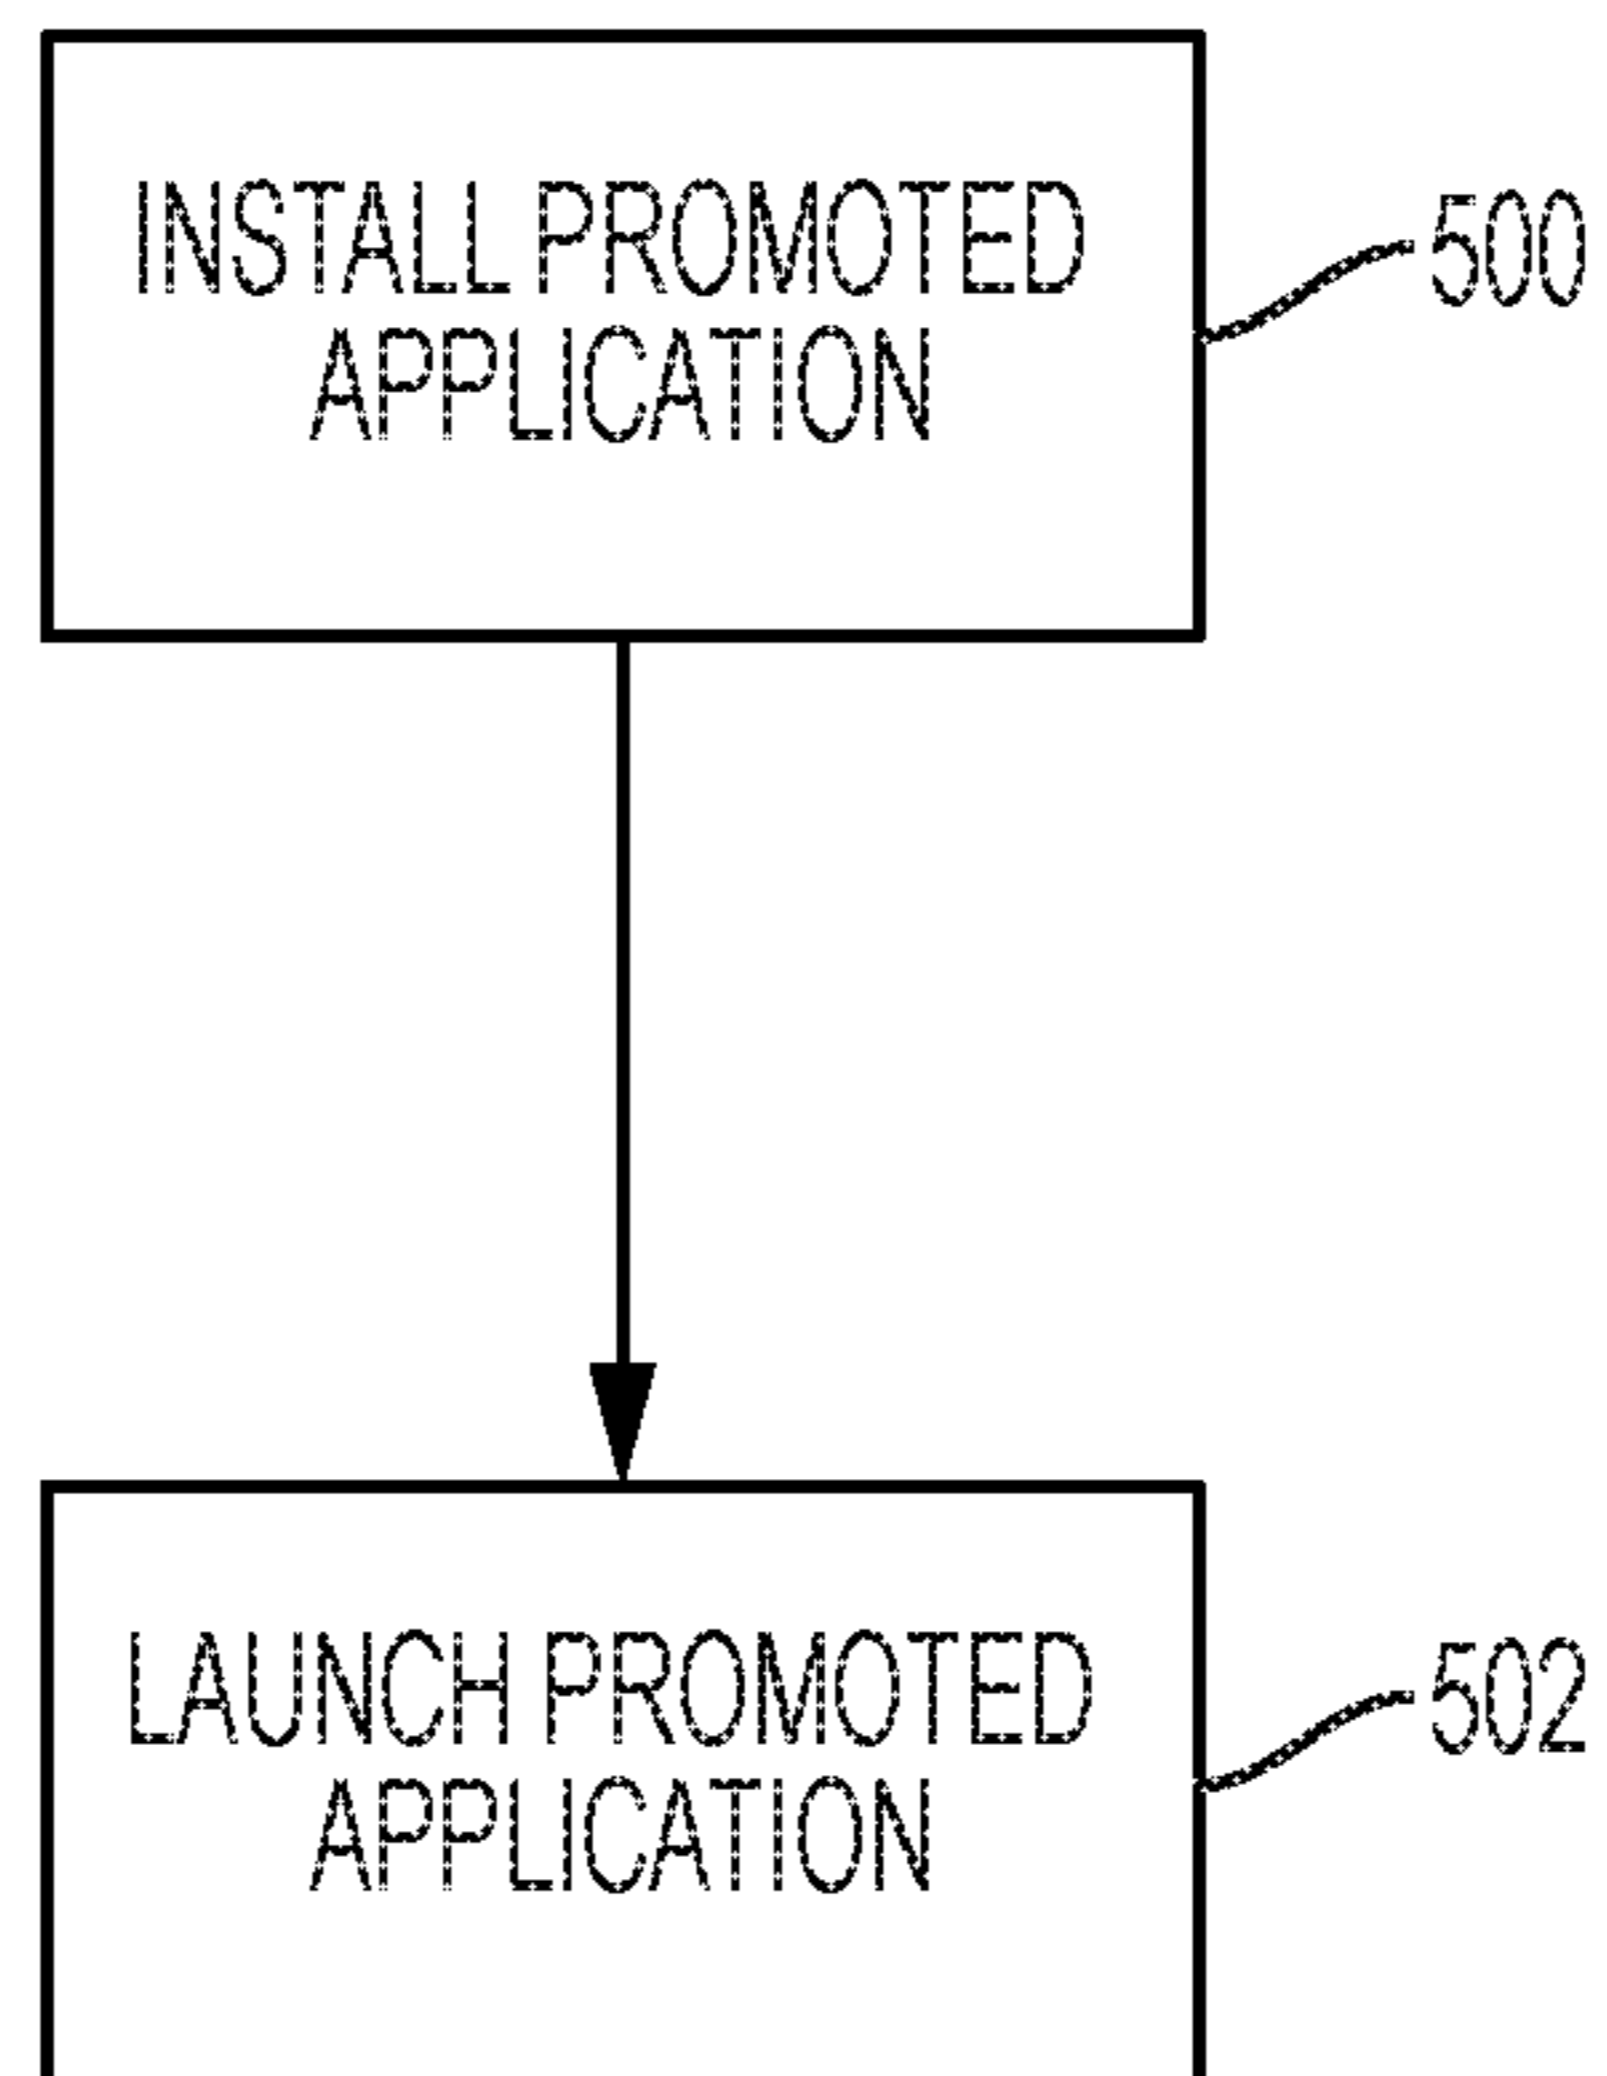 INSTALL PROMOTED
APPLICATION
500
LAUNCH PROMOTED
APPLICATION
502